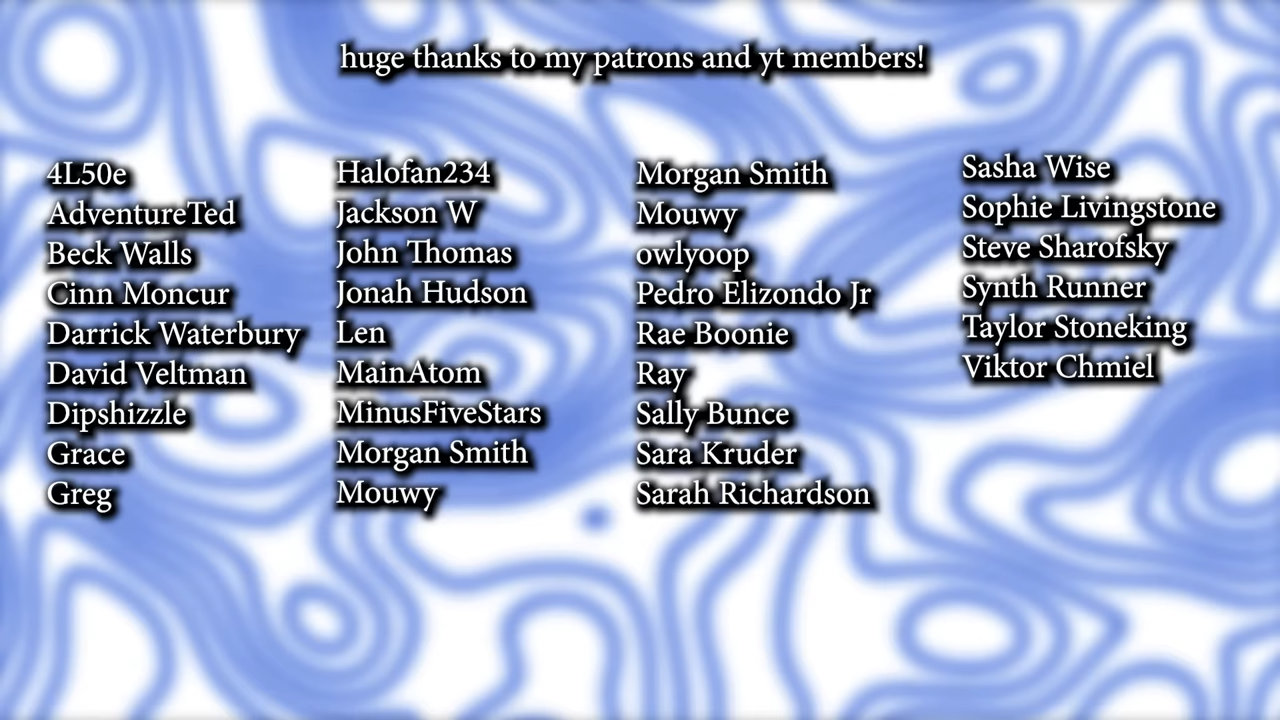 huge thanks to my patrons and yt members!
4L50e
AdventureTed
Beck Walls
Cinn Moncur
Darrick Waterbury
David Veltman
Dipshizzle
Grace
Greg
Halofan234
Jackson W
John Thomas
Jonah Hudson
Len
MainAtom
MinusFiveStars
Morgan Smith
Mouwy
Morgan Smith
Mouwy
owlyoop
Pedro Elizondo Jr
Rae Boonie
Ray
Sally Bunce
Sara Kruder
Sarah Richardson
Sasha Wise
Sophie Livingstone
Steve Sharofsky
Synth Runner
Taylor Stoneking
Viktor Chmiel